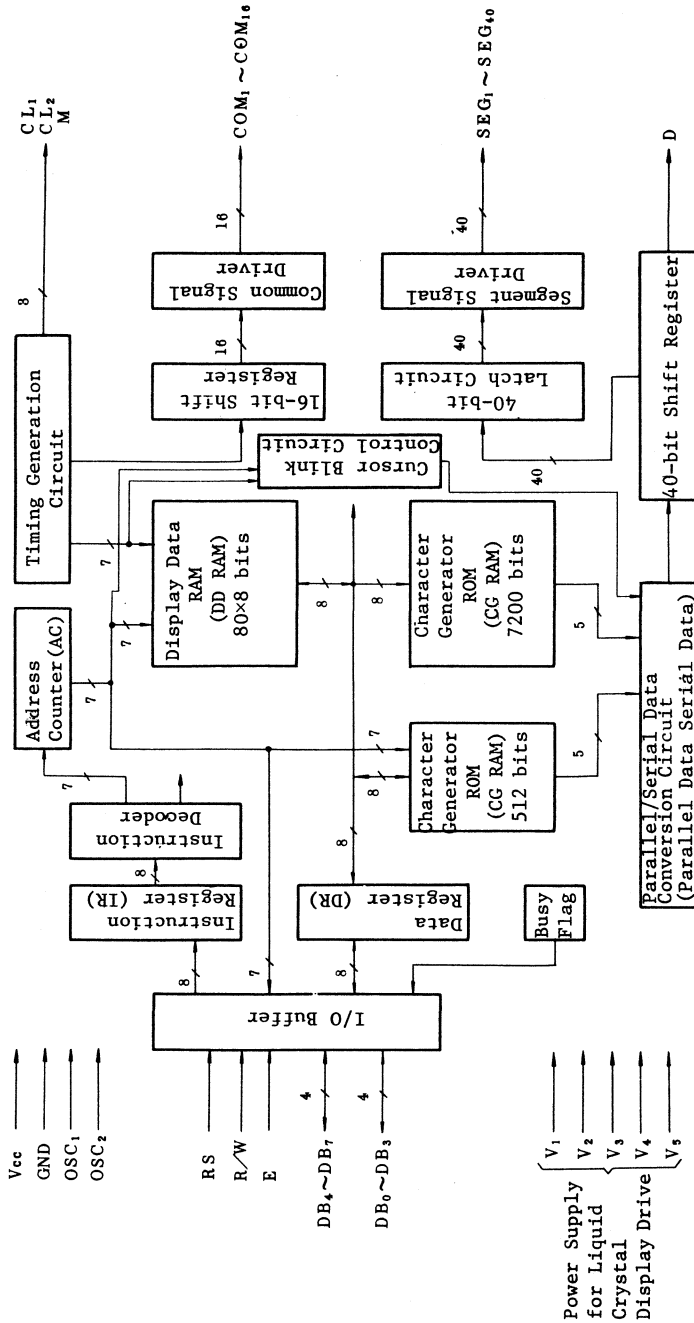 CL₁
CL₂
M
8
Timing Generation
Circuit
COM₁ ~ COM₁₆
16
Common Signal
Driver
16
16-bit Shift
Register
SEG₁ ~ SEG₄₀
40
Segment Signal
Driver
40
40-bit
Latch Circuit
40
D
40-bit Shift Register
Cursor Blink
Control Circuit
7
Display Data
RAM
(DD RAM)
80×8 bits
7
8
8
Character
Generator
ROM
(CG RAM)
7200 bits
5
Address
Counter(AC)
7
7
7
8
Character
Generator
ROM
(CG RAM)
512 bits
5
Parallel/Serial Data
Conversion Circuit
(Parallel Data Serial Data)
Instruction
Decoder
8
Instruction
Register (IR)
8
7
8
Data
Register (DR)
8
Busy
Flag
I/O Buffer
Vcc
GND
OSC₁
OSC₂
RS
R/W
E
DB₄~DB₇
4
DB₀~DB₃
4
V₁
V₂
V₃
V₄
V₅
Power Supply
for Liquid
Crystal
Display Drive